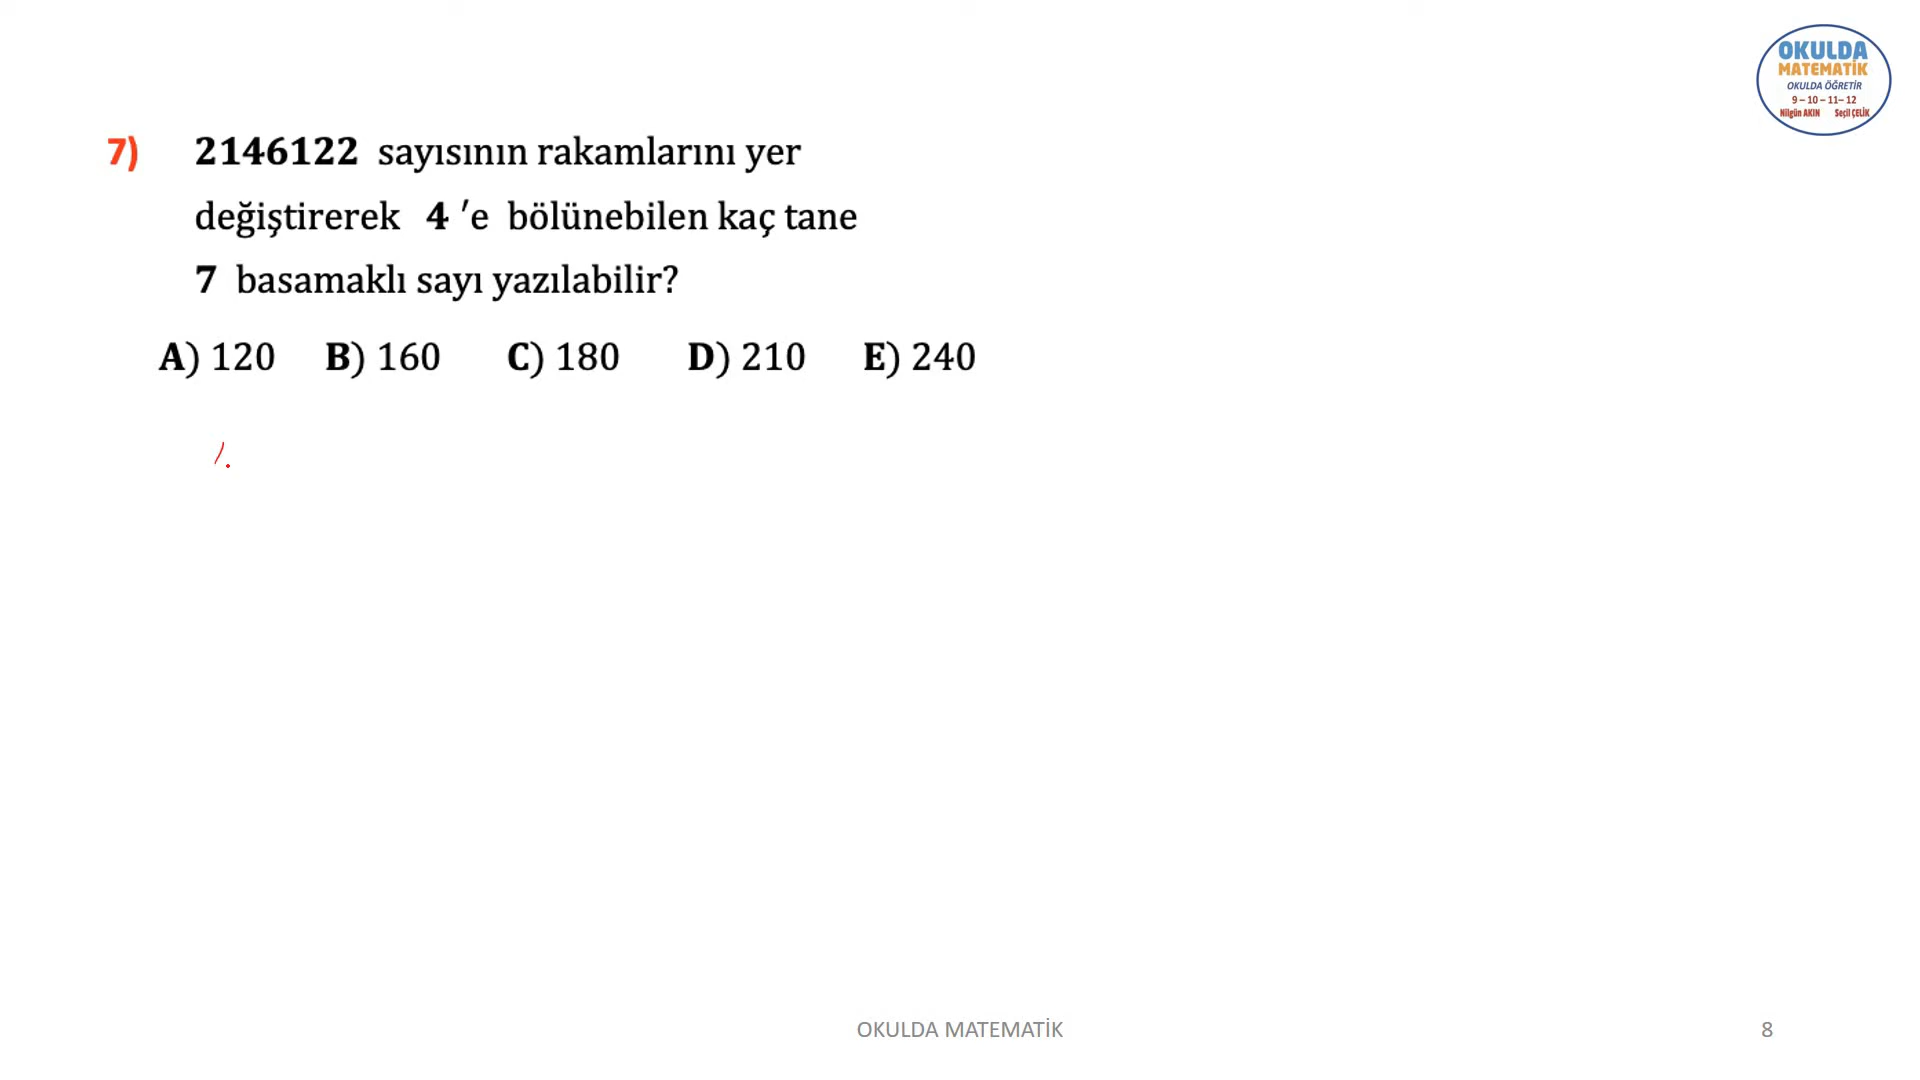 OKULDA
MATEMATİK
OKULDA ÖĞRETİR
9 – 10 – 11– 12
Nilgün AKIN Seçil ÇELİK
7) 2146122 sayısının rakamlarını yer
değiştirerek 4 ′e bölünebilen kaç tane
7 basamaklı sayı yazılabilir?
A) 120 B) 160 C) 180 D) 210 E) 240
OKULDA MATEMATİK
8